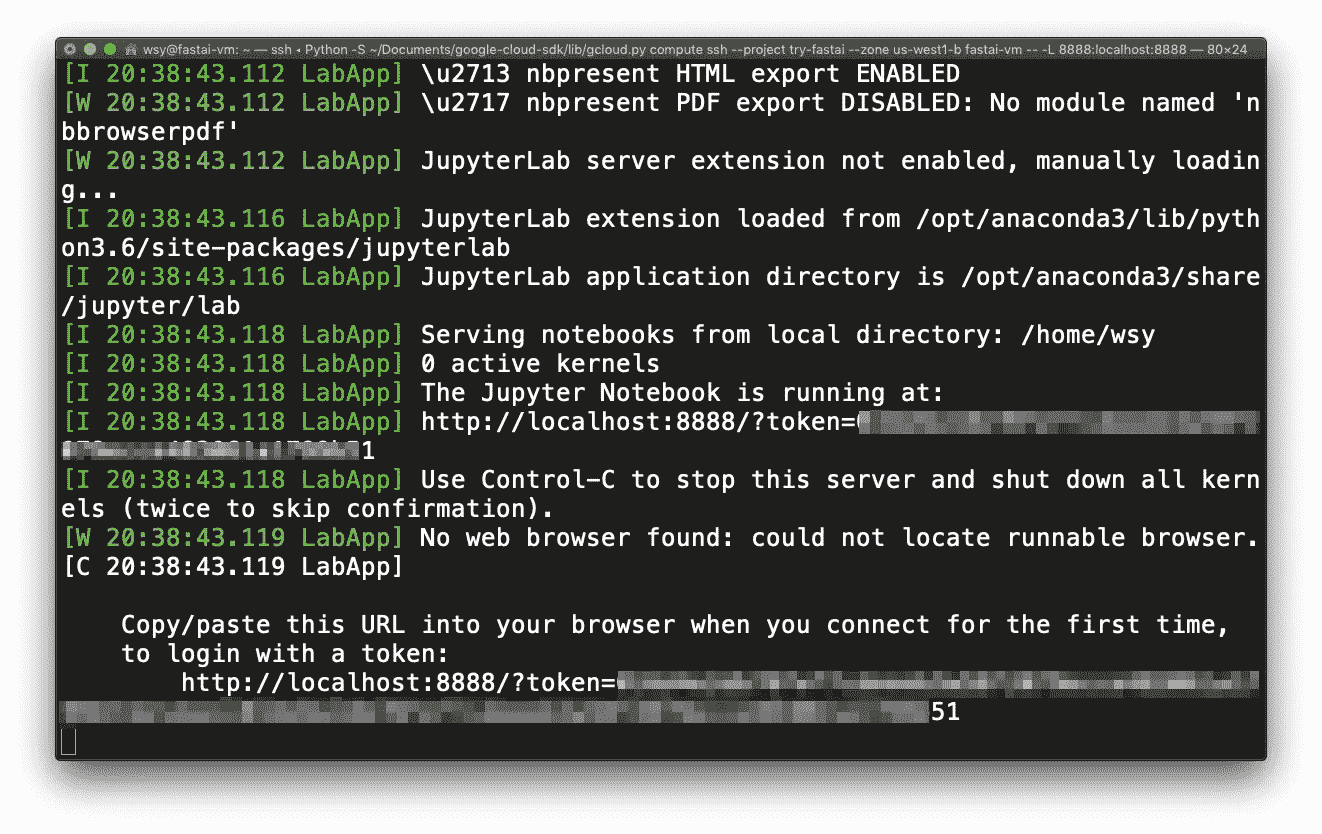 wsy@fastai-vm: ~ — ssh ◂ Python -S ~/Documents/google-cloud-sdk/lib/gcloud.py compute ssh --project try-fastai --zone us-west1-b fastai-vm -- -L 8888:localhost:8888 — 80×24
[I 20:38:43.112 LabApp] \u2713 nbpresent HTML export ENABLED
[W 20:38:43.112 LabApp] \u2717 nbpresent PDF export DISABLED: No module named 'n
bbrowserpdf'
[W 20:38:43.112 LabApp] JupyterLab server extension not enabled, manually loadin
g...
[I 20:38:43.116 LabApp] JupyterLab extension loaded from /opt/anaconda3/lib/pyth
on3.6/site-packages/jupyterlab
[I 20:38:43.116 LabApp] JupyterLab application directory is /opt/anaconda3/share
/jupyter/lab
[I 20:38:43.118 LabApp] Serving notebooks from local directory: /home/wsy
[I 20:38:43.118 LabApp] 0 active kernels
[I 20:38:43.118 LabApp] The Jupyter Notebook is running at:
[I 20:38:43.118 LabApp] http://localhost:8888/?token=
1
[I 20:38:43.118 LabApp] Use Control-C to stop this server and shut down all kern
els (twice to skip confirmation).
[W 20:38:43.119 LabApp] No web browser found: could not locate runnable browser.
[C 20:38:43.119 LabApp]
Copy/paste this URL into your browser when you connect for the first time,
to login with a token:
http://localhost:8888/?token=
51